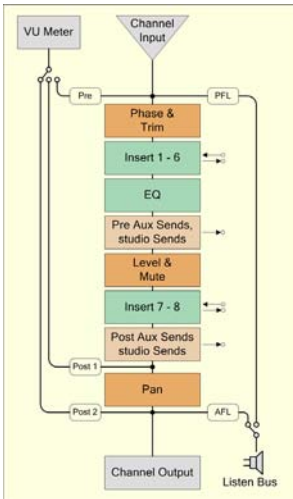 VU Meter
Channel
Input
Pre
PFL
Phase &
Trim
Insert 1 - 6
EQ
Pre Aux Sends,
studio Sends
Level &
Mute
Insert 7 - 8
Post Aux Sends
studio Sends
Post 1
Pan
Post 2
AFL
Channel Output
Listen Bus